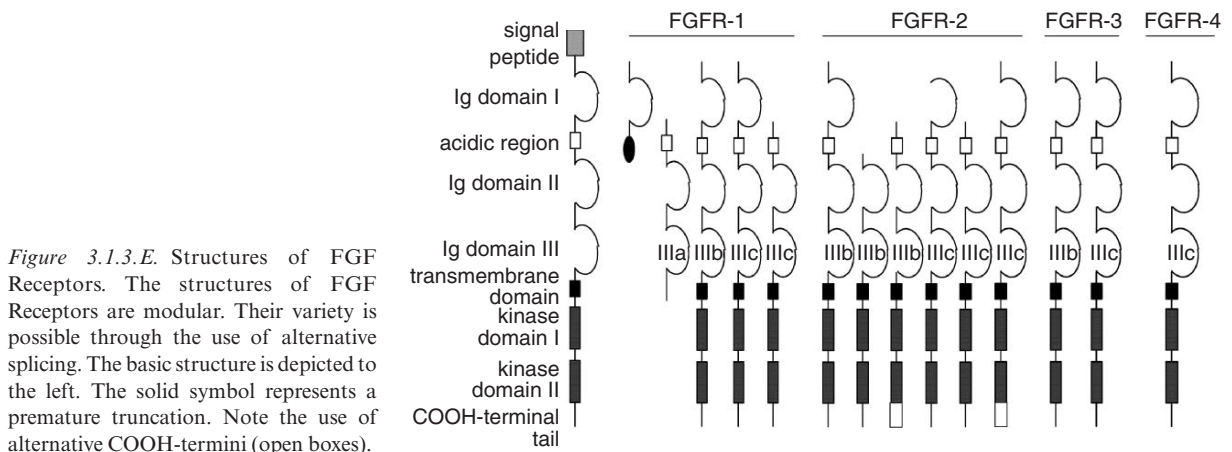 FGFR-1 FGFR-2 FGFR-3 FGFR-4
signal
peptide
Ig domain I
acidic region
Ig domain II
Ig domain III
IIIa IIIb IIIc IIIc IIIb IIIb IIIb IIIc IIIc IIIc IIIb IIIc IIIc
transmembrane
domain
kinase
domain I
kinase
domain II
COOH-terminal
tail
Figure 3.1.3.E. Structures of FGF
Receptors. The structures of FGF
Receptors are modular. Their variety is
possible through the use of alternative
splicing. The basic structure is depicted to
the left. The solid symbol represents a
premature truncation. Note the use of
alternative COOH-termini (open boxes).